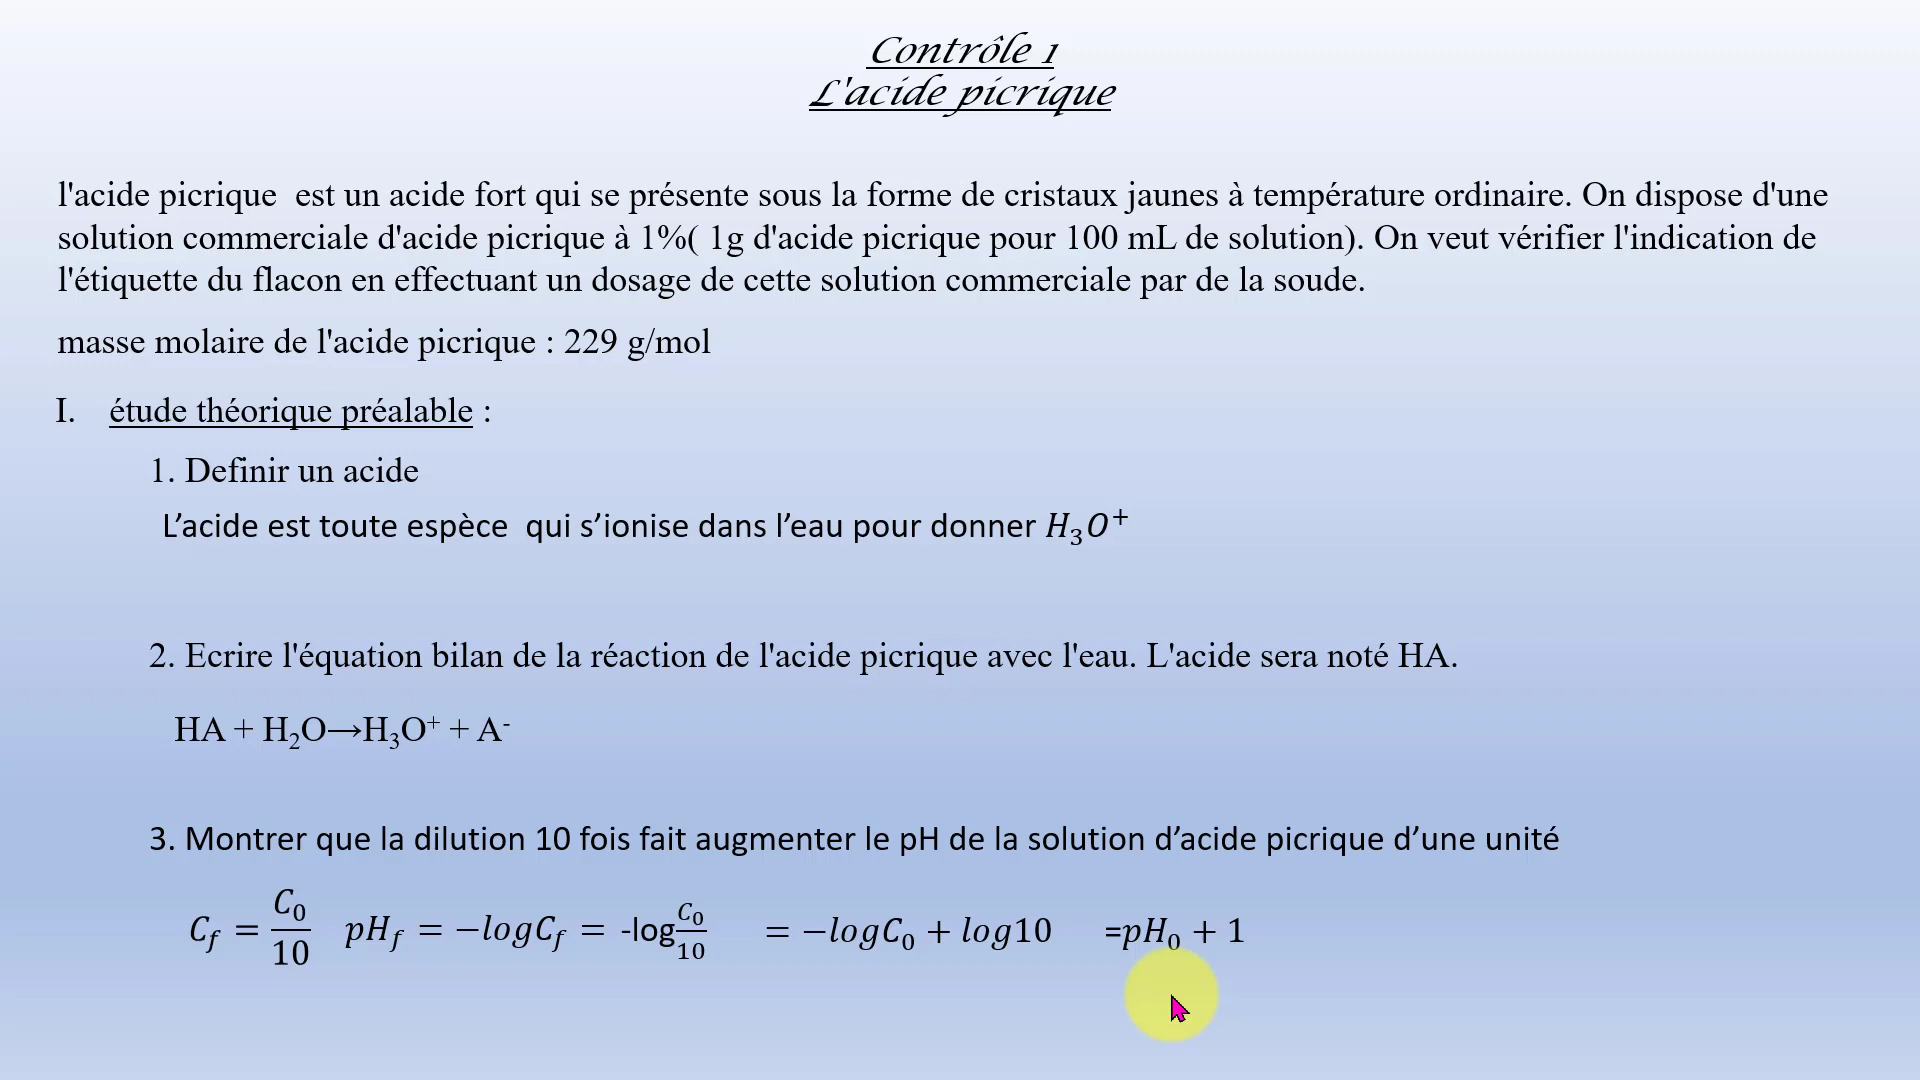 Contrôle 1
L'acide picrique
l'acide picrique est un acide fort qui se présente sous la forme de cristaux jaunes à température ordinaire. On dispose d'une
solution commerciale d'acide picrique à 1%( 1g d'acide picrique pour 100 mL de solution). On veut vérifier l'indication de
l'étiquette du flacon en effectuant un dosage de cette solution commerciale par de la soude.
masse molaire de l'acide picrique : 229 g/mol
I. étude théorique préalable :
1. Definir un acide
L’acide est toute espèce qui s’ionise dans l’eau pour donner H₃O⁺
2. Ecrire l'équation bilan de la réaction de l'acide picrique avec l'eau. L'acide sera noté HA.
HA + H₂O→H₃O⁺ + A⁻
3. Montrer que la dilution 10 fois fait augmenter le pH de la solution d’acide picrique d’une unité
C_f = C₀/10 pH_f = −logC_f = -log C₀/10 = −logC₀ + log10 =pH₀ + 1